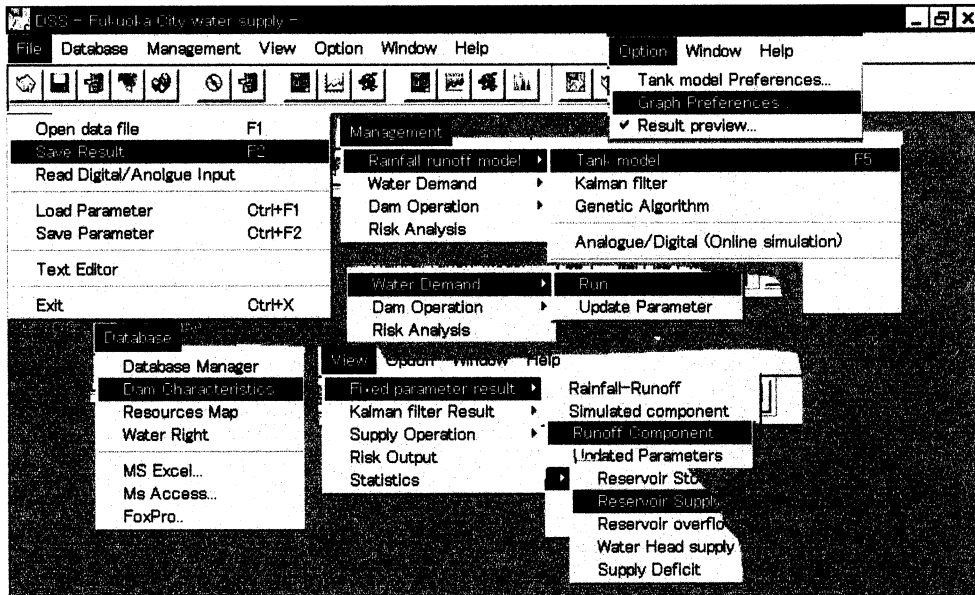 DSS - Fukuoka City water supply -
File Database Management View Option Window Help
Option Window Help
Tank model Preferences...
Graph Preferences...
✓ Result preview...
Open data file F1
Save Result F2
Read Digital/Anolgue Input
Load Parameter Ctrl+F1
Save Parameter Ctrl+F2
Text Editor
Exit Ctrl+X
Management
Rainfall runoff model
Water Demand
Dam Operation
Risk Analysis
Tank model F5
Kalman filter
Genetic Algorithm
Analogue/Digital (Online simulation)
Water Demand
Dam Operation
Risk Analysis
Run
Update Parameter
Database
Database Manager
Dam Characteristics
Resources Map
Water Right
MS Excel...
Ms Access...
FoxPro..
View Option Window Help
Fixed parameter result
Kalman filter Result
Supply Operation
Risk Output
Statistics
Rainfall-Runoff
Simulated component
Runoff Component
Updated Parameters
Reservoir Sto
Reservoir Supply
Reservoir overflo
Water Head supply
Supply Deficit